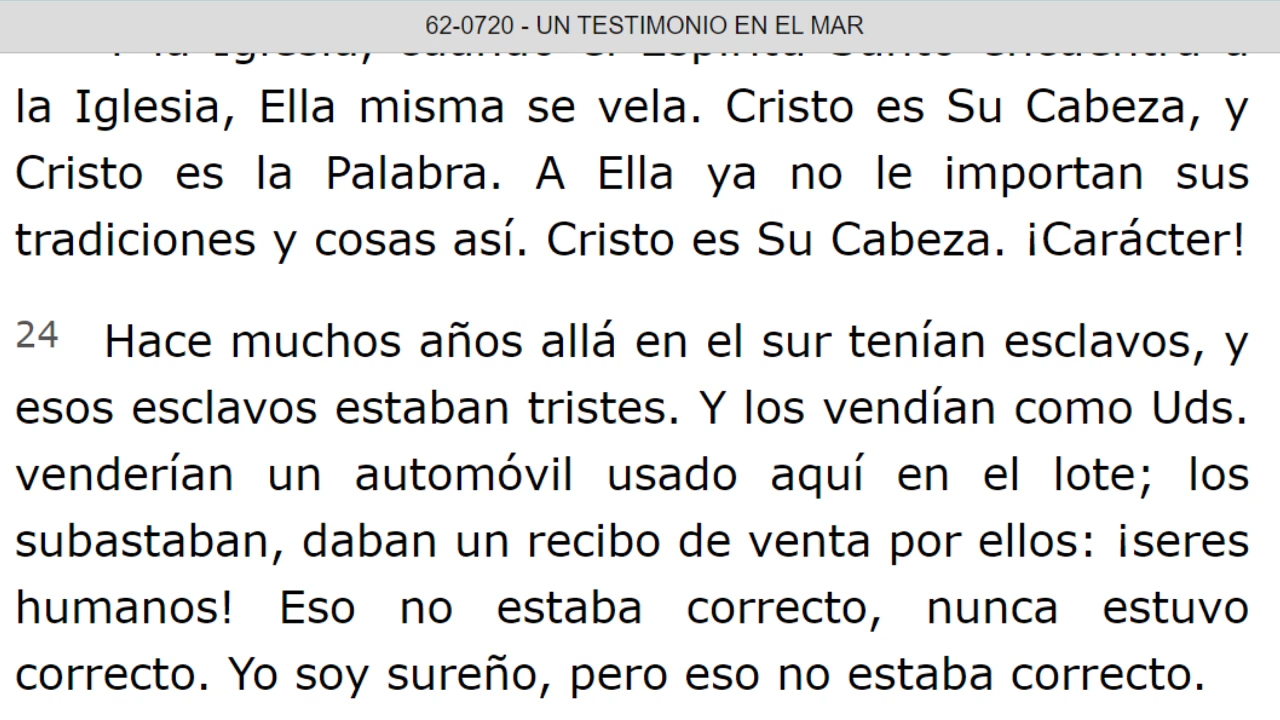 62-0720 - UN TESTIMONIO EN EL MAR
la Iglesia, Ella misma se vela. Cristo es Su Cabeza, y
Cristo es la Palabra. A Ella ya no le importan sus
tradiciones y cosas así. Cristo es Su Cabeza. ¡Carácter!
24 Hace muchos años allá en el sur tenían esclavos, y
esos esclavos estaban tristes. Y los vendían como Uds.
venderían un automóvil usado aquí en el lote; los
subastaban, daban un recibo de venta por ellos: ¡seres
humanos! Eso no estaba correcto, nunca estuvo
correcto. Yo soy sureño, pero eso no estaba correcto.